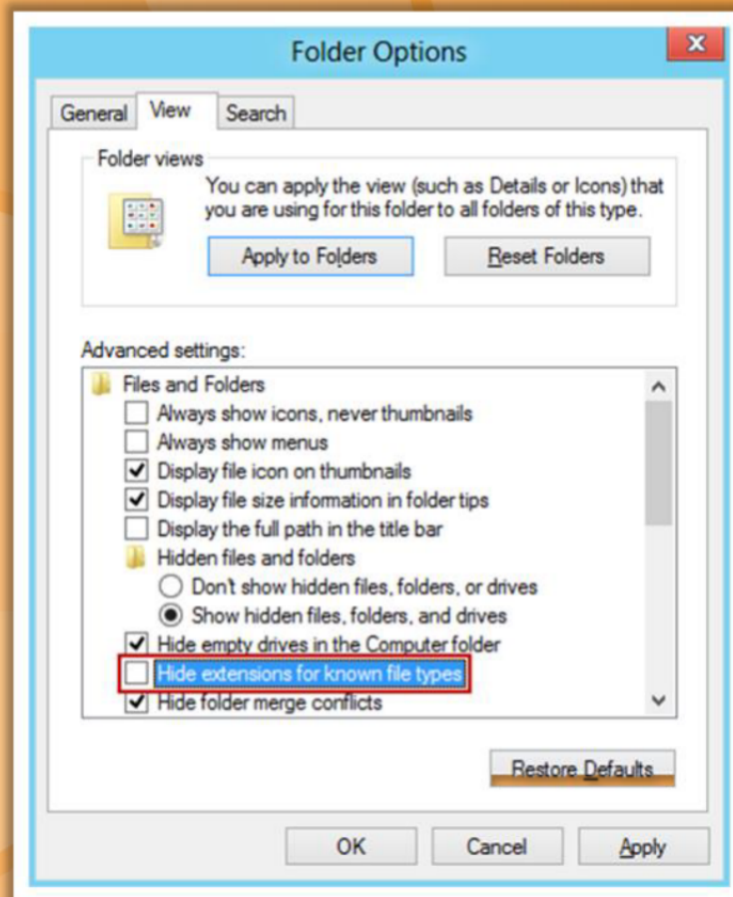 Folder Options
General View Search
Folder views
You can apply the view (such as Details or Icons) that
you are using for this folder to all folders of this type.
Apply to Folders Reset Folders
Advanced settings:
Files and Folders
Always show icons, never thumbnails
Always show menus
Display file icon on thumbnails
Display file size information in folder tips
Display the full path in the title bar
Hidden files and folders
Don't show hidden files, folders, or drives
Show hidden files, folders, and drives
Hide empty drives in the Computer folder
Hide extensions for known file types
Hide folder merge conflicts
Restore Defaults
OK Cancel Apply